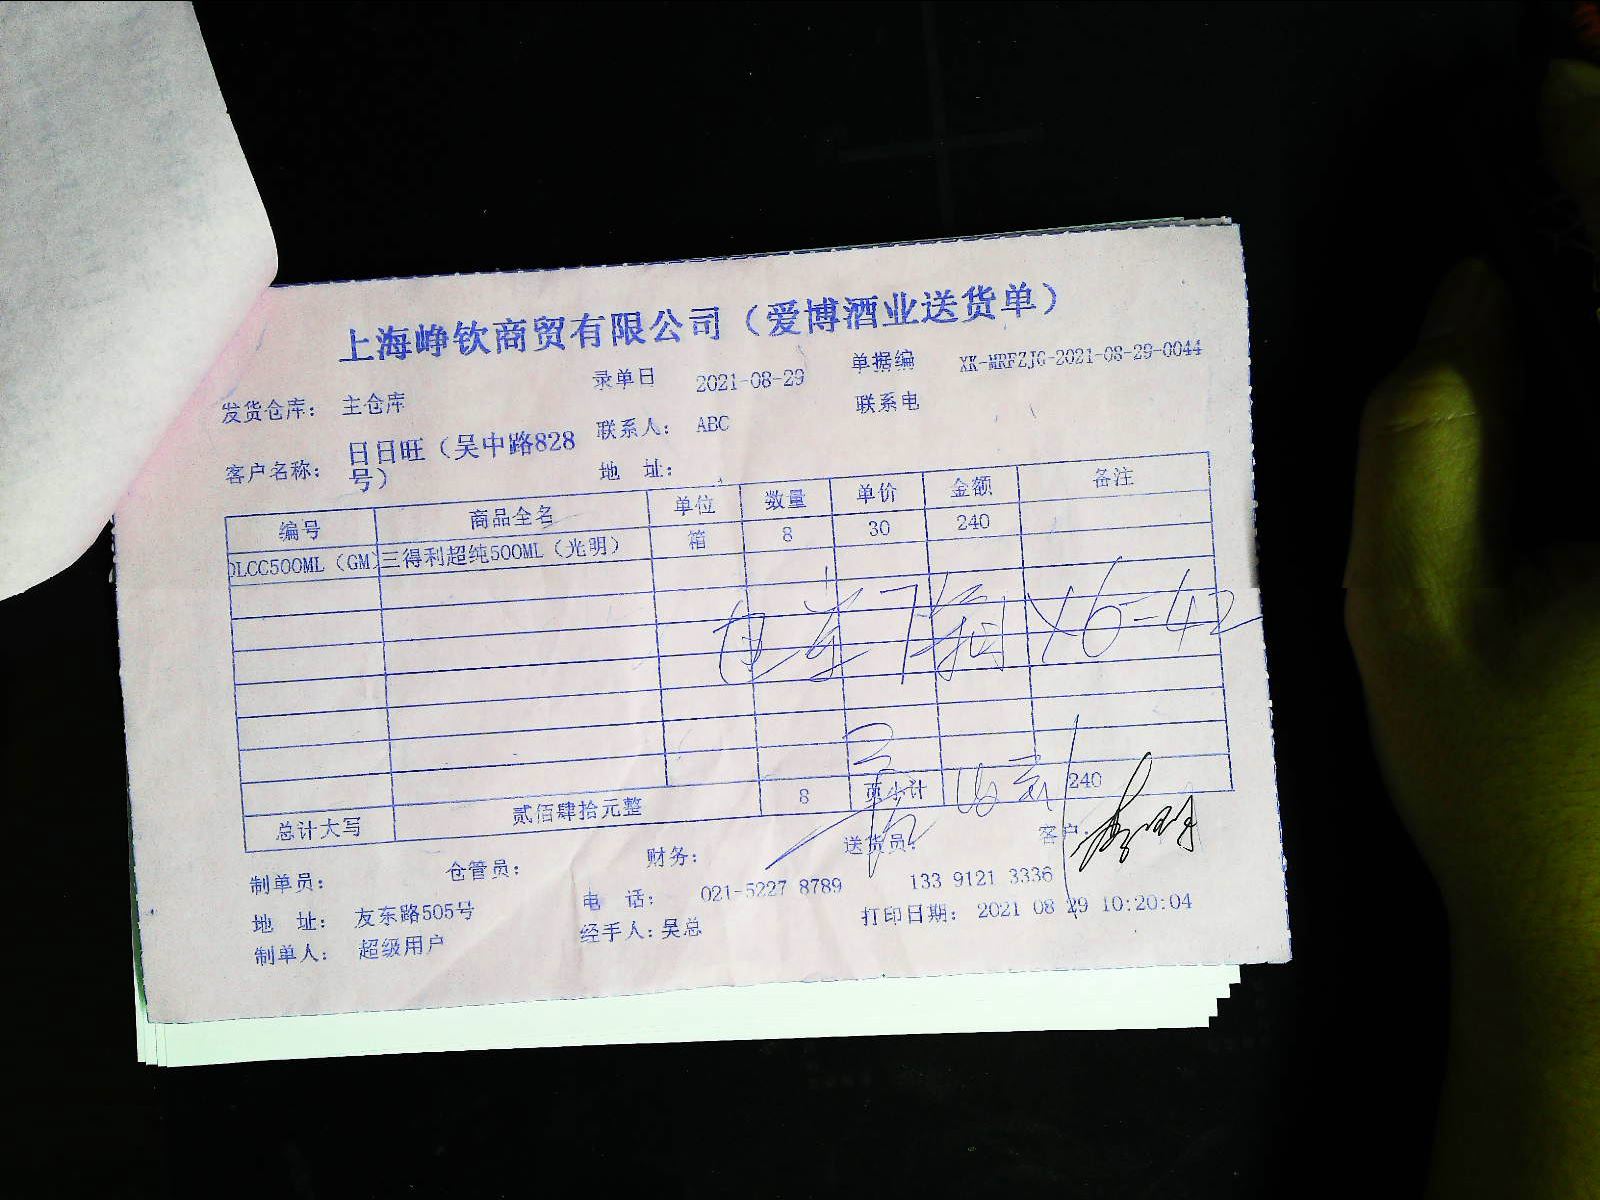 上海峥钦商贸有限公司（爱博酒业送货单）
录单日 2021-08-29 单据编 XK-MRFZJG-2021-08-29-0044
发货仓库： 主仓库 联系人： ABC 联系电
客户名称： 日日旺（吴中路828号） 地 址：
编号 商品全名 单位 数量 单价 金额 备注
DLCC500ML（GM） 三得利超纯500ML（光明） 箱 8 30 240
7箱 X6=42
总计大写 贰佰肆拾元整 8 页小计 240
制单员： 仓管员： 财务： 送货员： 客户：
地 址： 友东路505号 电 话： 021-5227 8789 133 9121 3336
制单人： 超级用户 经手人：吴总 打印日期： 2021 08 29 10:20:04